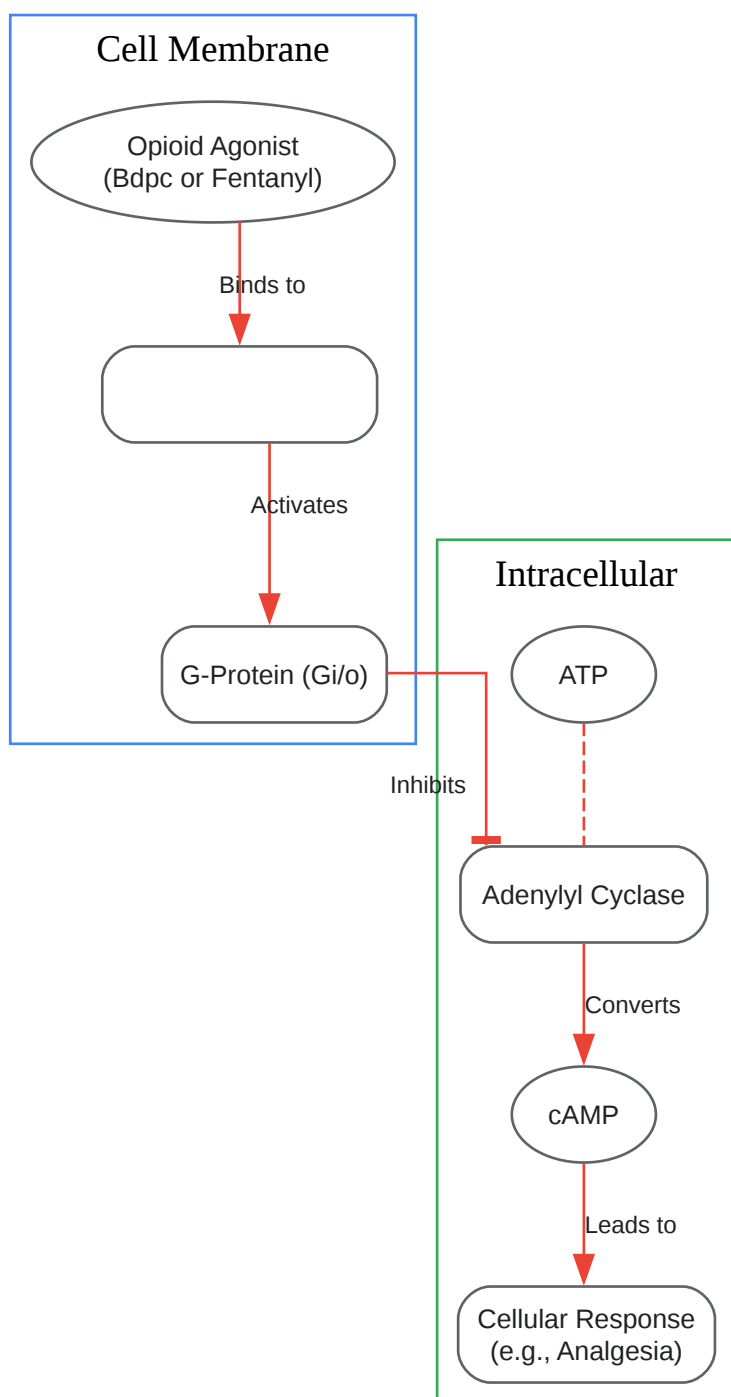 Cell Membrane
Opioid Agonist
(Bdpc or Fentanyl)
Binds to
Activates
G-Protein (Gi/o)
Inhibits
Intracellular
ATP
Adenylyl Cyclase
Converts
cAMP
Leads to
Cellular Response
(e.g., Analgesia)